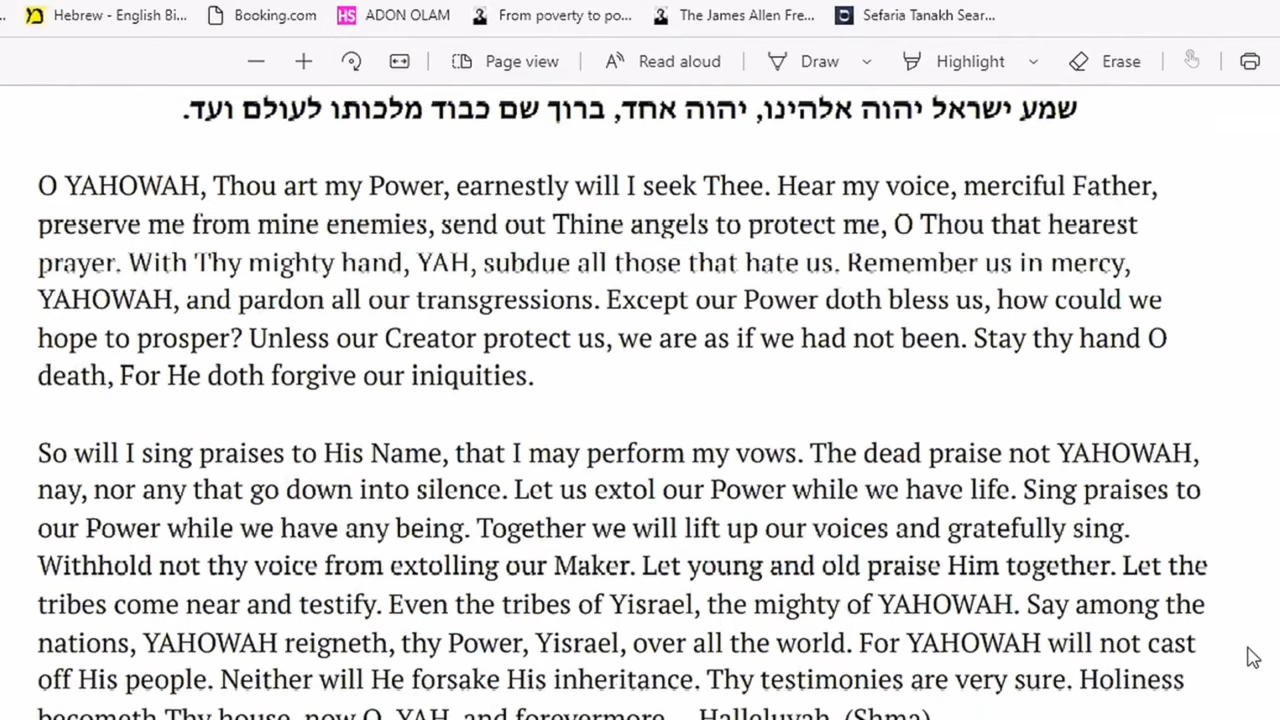 Hebrew - English Bi...
Booking.com
ADON OLAM
From poverty to po...
The James Allen Fre...
Sefaria Tanakh Sear...
Page view
Read aloud
Draw
Highlight
Erase
שמע ישראל יהוה אלהינו, יהוה אחד, ברוך שם כבוד מלכותו לעולם ועד.
O YAHOWAH, Thou art my Power, earnestly will I seek Thee. Hear my voice, merciful Father,
preserve me from mine enemies, send out Thine angels to protect me, O Thou that hearest
prayer. With Thy mighty hand, YAH, subdue all those that hate us. Remember us in mercy,
YAHOWAH, and pardon all our transgressions. Except our Power doth bless us, how could we
hope to prosper? Unless our Creator protect us, we are as if we had not been. Stay thy hand O
death, For He doth forgive our iniquities.
So will I sing praises to His Name, that I may perform my vows. The dead praise not YAHOWAH,
nay, nor any that go down into silence. Let us extol our Power while we have life. Sing praises to
our Power while we have any being. Together we will lift up our voices and gratefully sing.
Withhold not thy voice from extolling our Maker. Let young and old praise Him together. Let the
tribes come near and testify. Even the tribes of Yisrael, the mighty of YAHOWAH. Say among the
nations, YAHOWAH reigneth, thy Power, Yisrael, over all the world. For YAHOWAH will not cast
off His people. Neither will He forsake His inheritance. Thy testimonies are very sure. Holiness
becometh Thy house, now O, YAH, and forevermore... Halleluyah. (Shma)